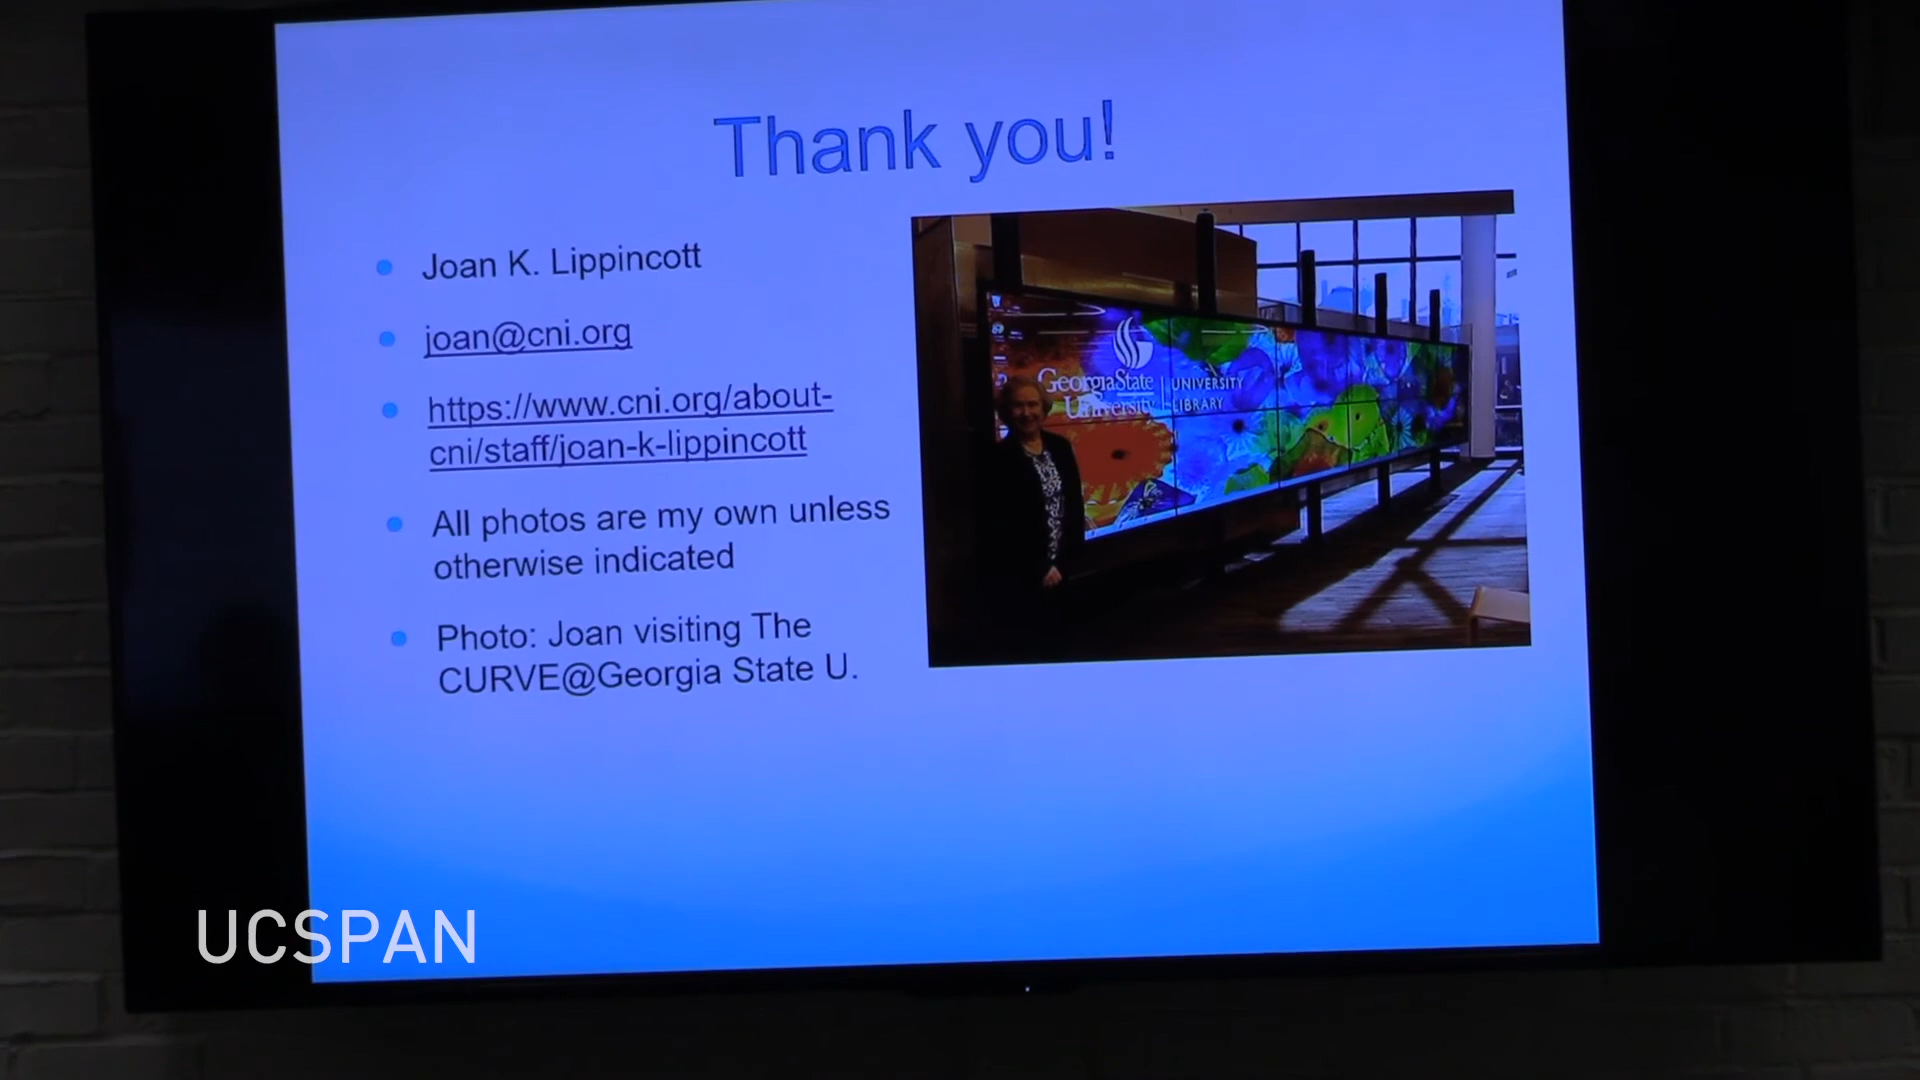 Thank you!
Joan K. Lippincott
joan@cni.org
https://www.cni.org/about-
cni/staff/joan-k-lippincott
All photos are my own unless
otherwise indicated
Photo: Joan visiting The
CURVE@Georgia State U.
GeorgiaState
University
UNIVERSITY
LIBRARY
UCSPAN